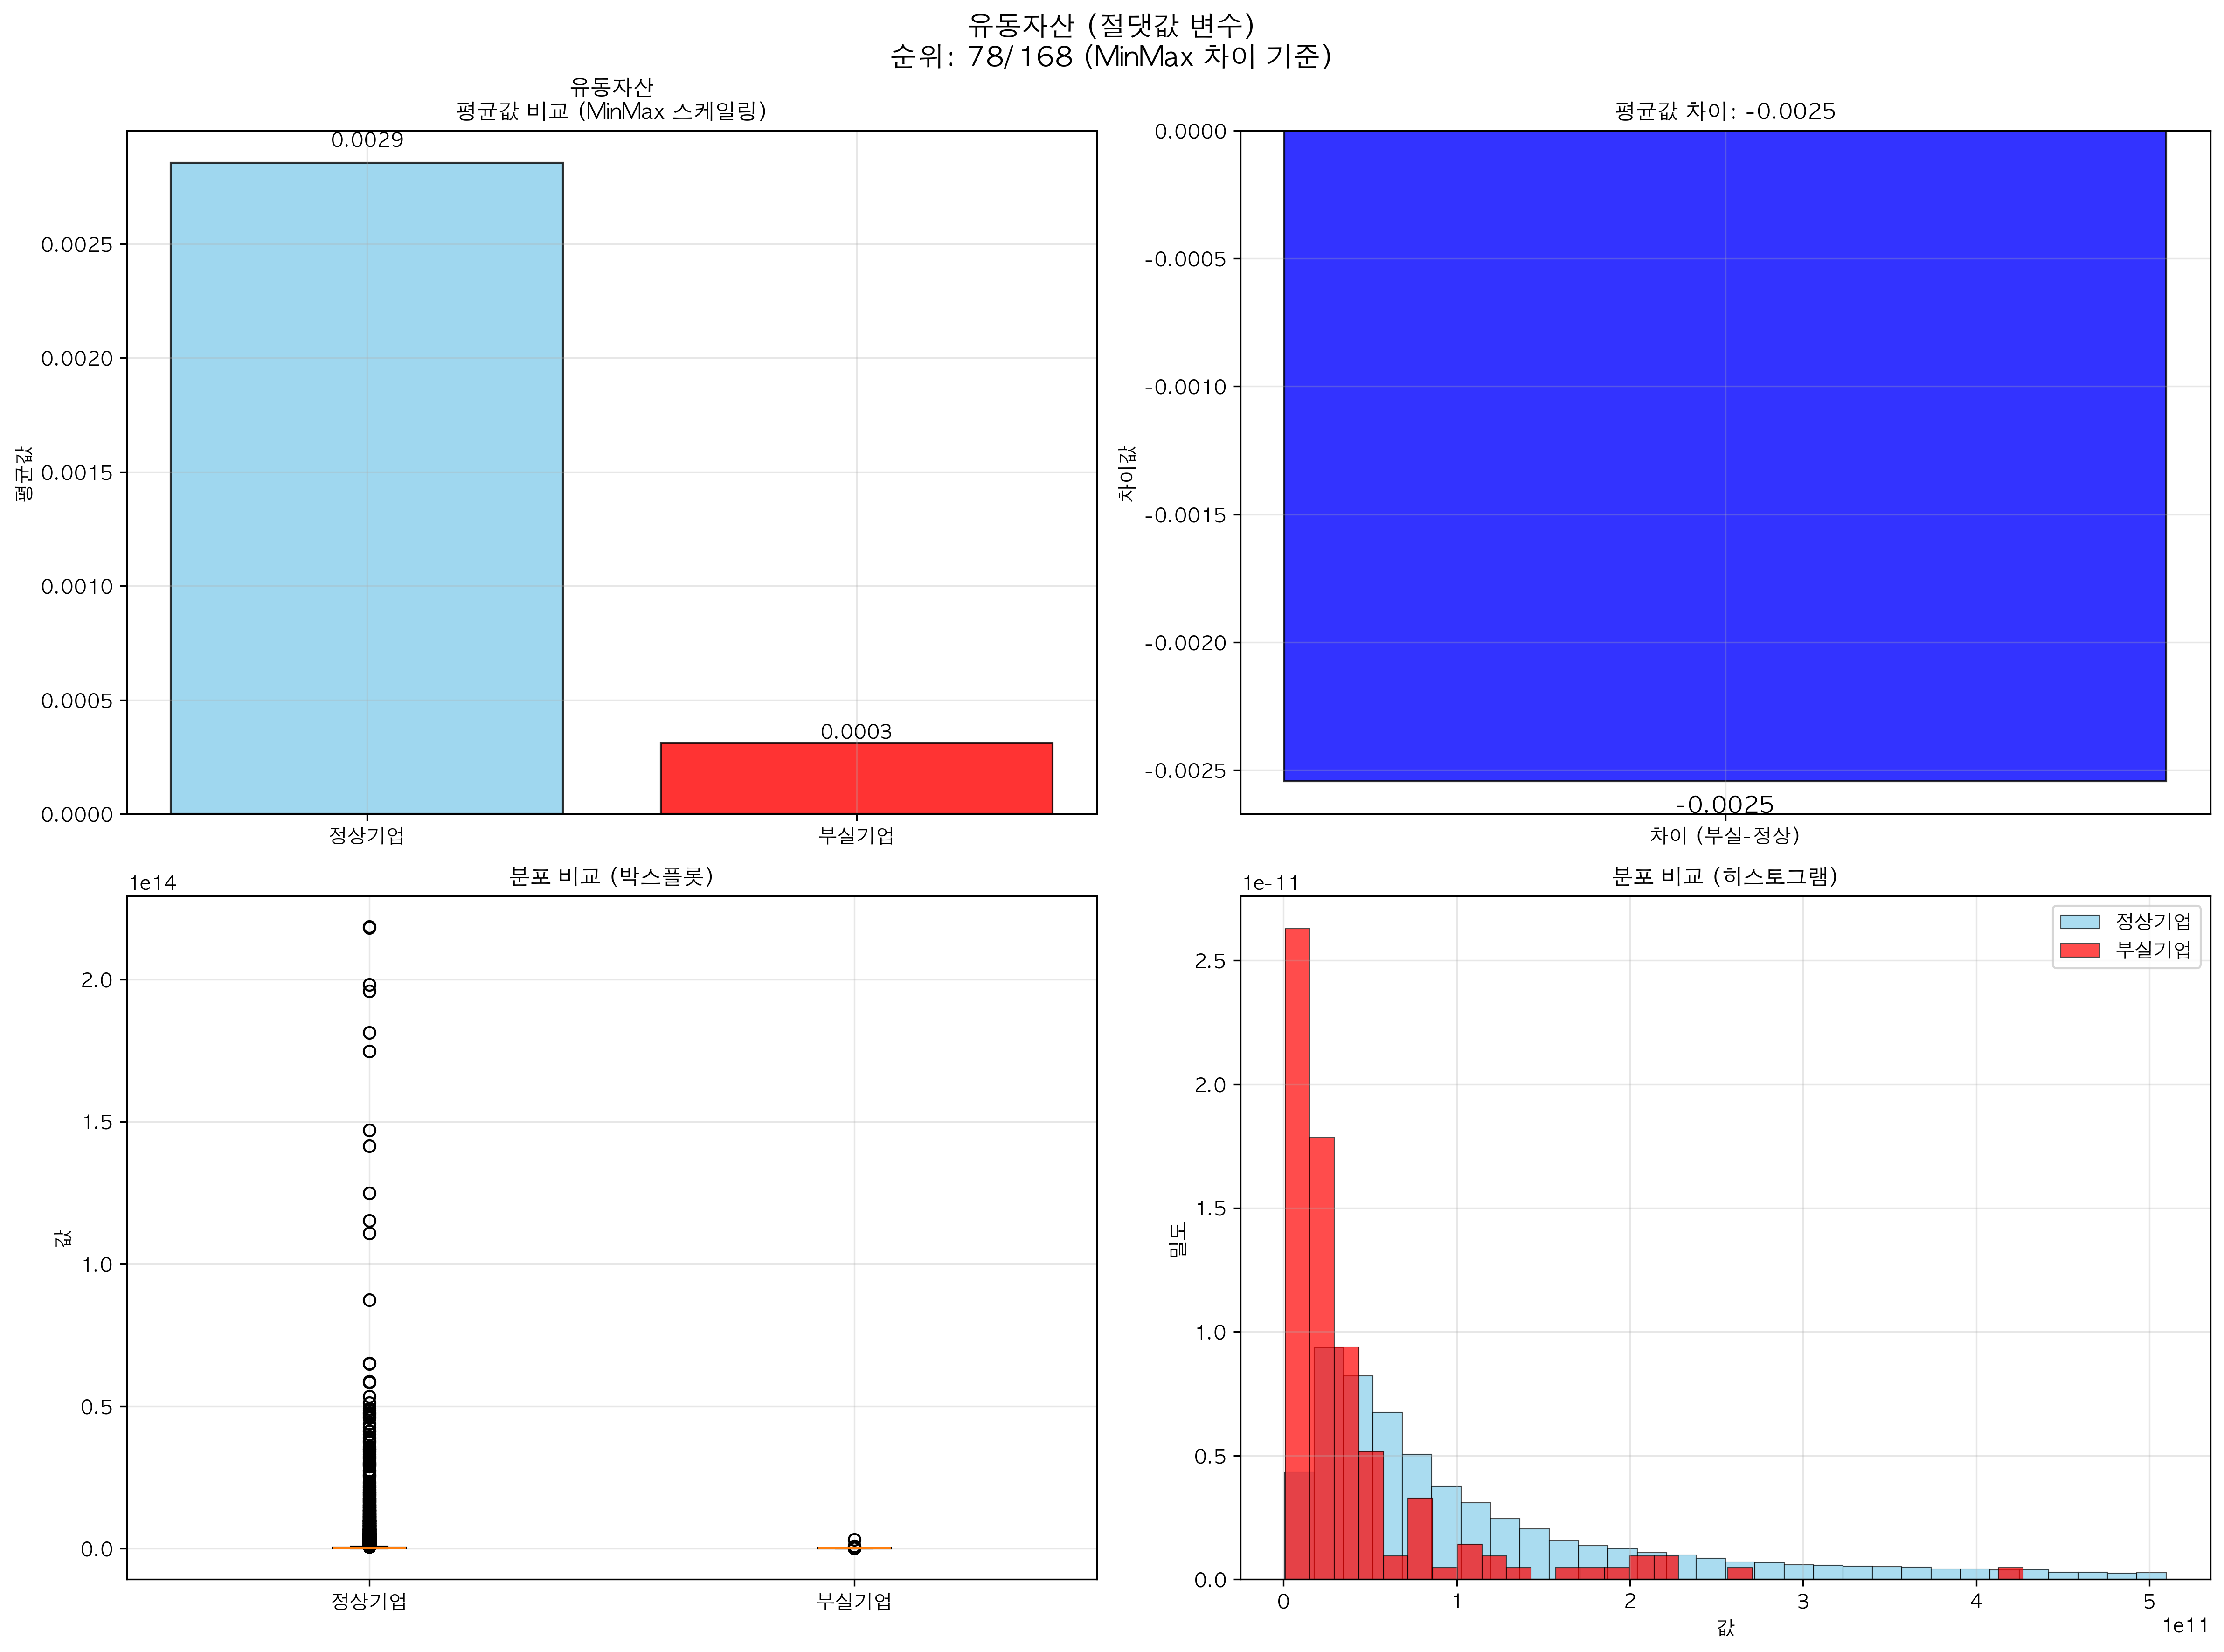 유동자산 (절댓값 변수)
순위: 78/168 (MinMax 차이 기준)
유동자산
평균값 비교 (MinMax 스케일링)
0.0029
0.0003
평균값
0.0025
0.0020
0.0015
0.0010
0.0005
0.0000
정상기업
부실기업
평균값 차이: -0.0025
차이값
0.0000
-0.0005
-0.0010
-0.0015
-0.0020
-0.0025
-0.0025
차이 (부실-정상)
분포 비교 (박스플롯)
1e14
값
2.0
1.5
1.0
0.5
0.0
정상기업
부실기업
분포 비교 (히스토그램)
1e-11
정상기업
부실기업
밀도
2.5
2.0
1.5
1.0
0.5
0.0
0
1
2
3
4
5
1e11
값